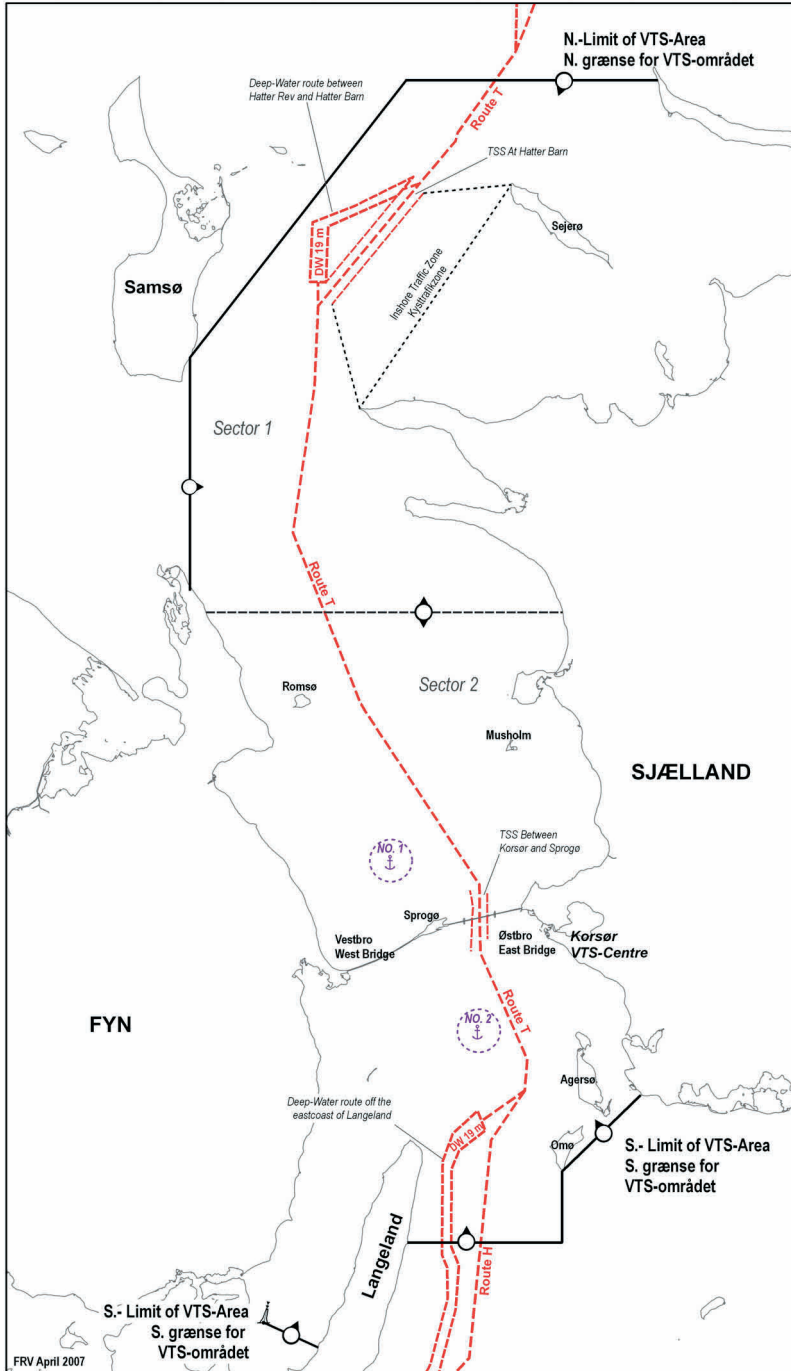 N.-Limit of VTS-Area
N. grænse for VTS-området
Deep-Water route between
Hatter Rev and Hatter Barn
Route T
TSS At Hatter Barn
Sejerø
DW 19 m
Samsø
Inshore Traffic Zone
Kysttrafikzone
Sector 1
Route T
Sector 2
Romsø
Musholm
SJÆLLAND
TSS Between
Korsør and Sprogø
NO. 1
Sprogø
Vestbro
West Bridge
Østbro
East Bridge
Korsør
VTS-Centre
Route T
FYN
NO. 2
Agersø
Deep-Water route off the
eastcoast of Langeland
DW 19 m
Omø
S.- Limit of VTS-Area
S. grænse for
VTS-området
Langeland
Route H
S.- Limit of VTS-Area
S. grænse for
VTS-området
FRV April 2007